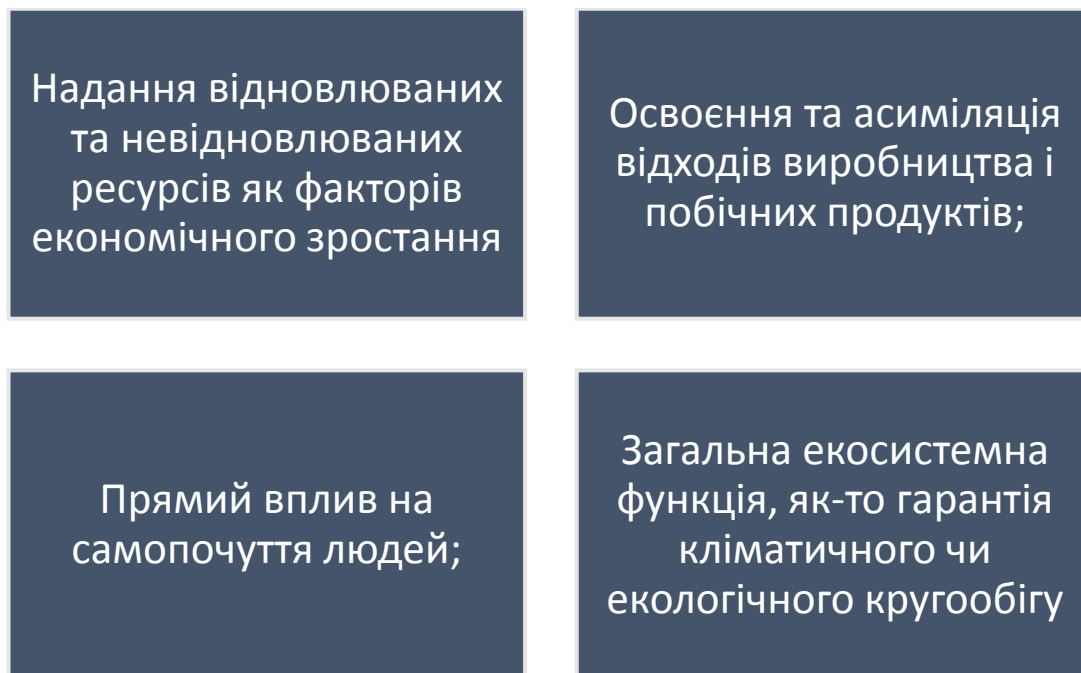 Надання відновлюваних
та невідновлюваних
ресурсів як факторів
економічного зростання
Освоєння та асиміляція
відходів виробництва і
побічних продуктів;
Прямий вплив на
самопочуття людей;
Загальна екосистемна
функція, як-то гарантія
кліматичного чи
екологічного кругообігу